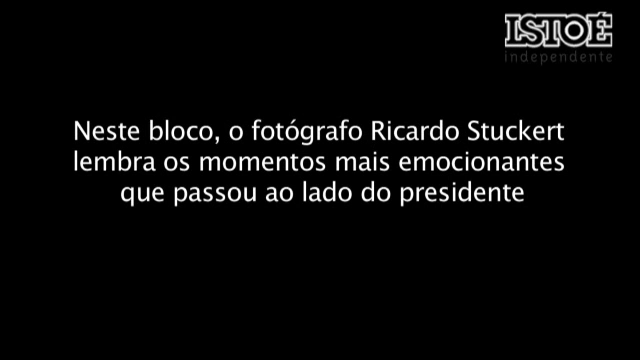 ISTOÉ
independente
Neste bloco, o fotógrafo Ricardo Stuckert
lembra os momentos mais emocionantes
que passou ao lado do presidente